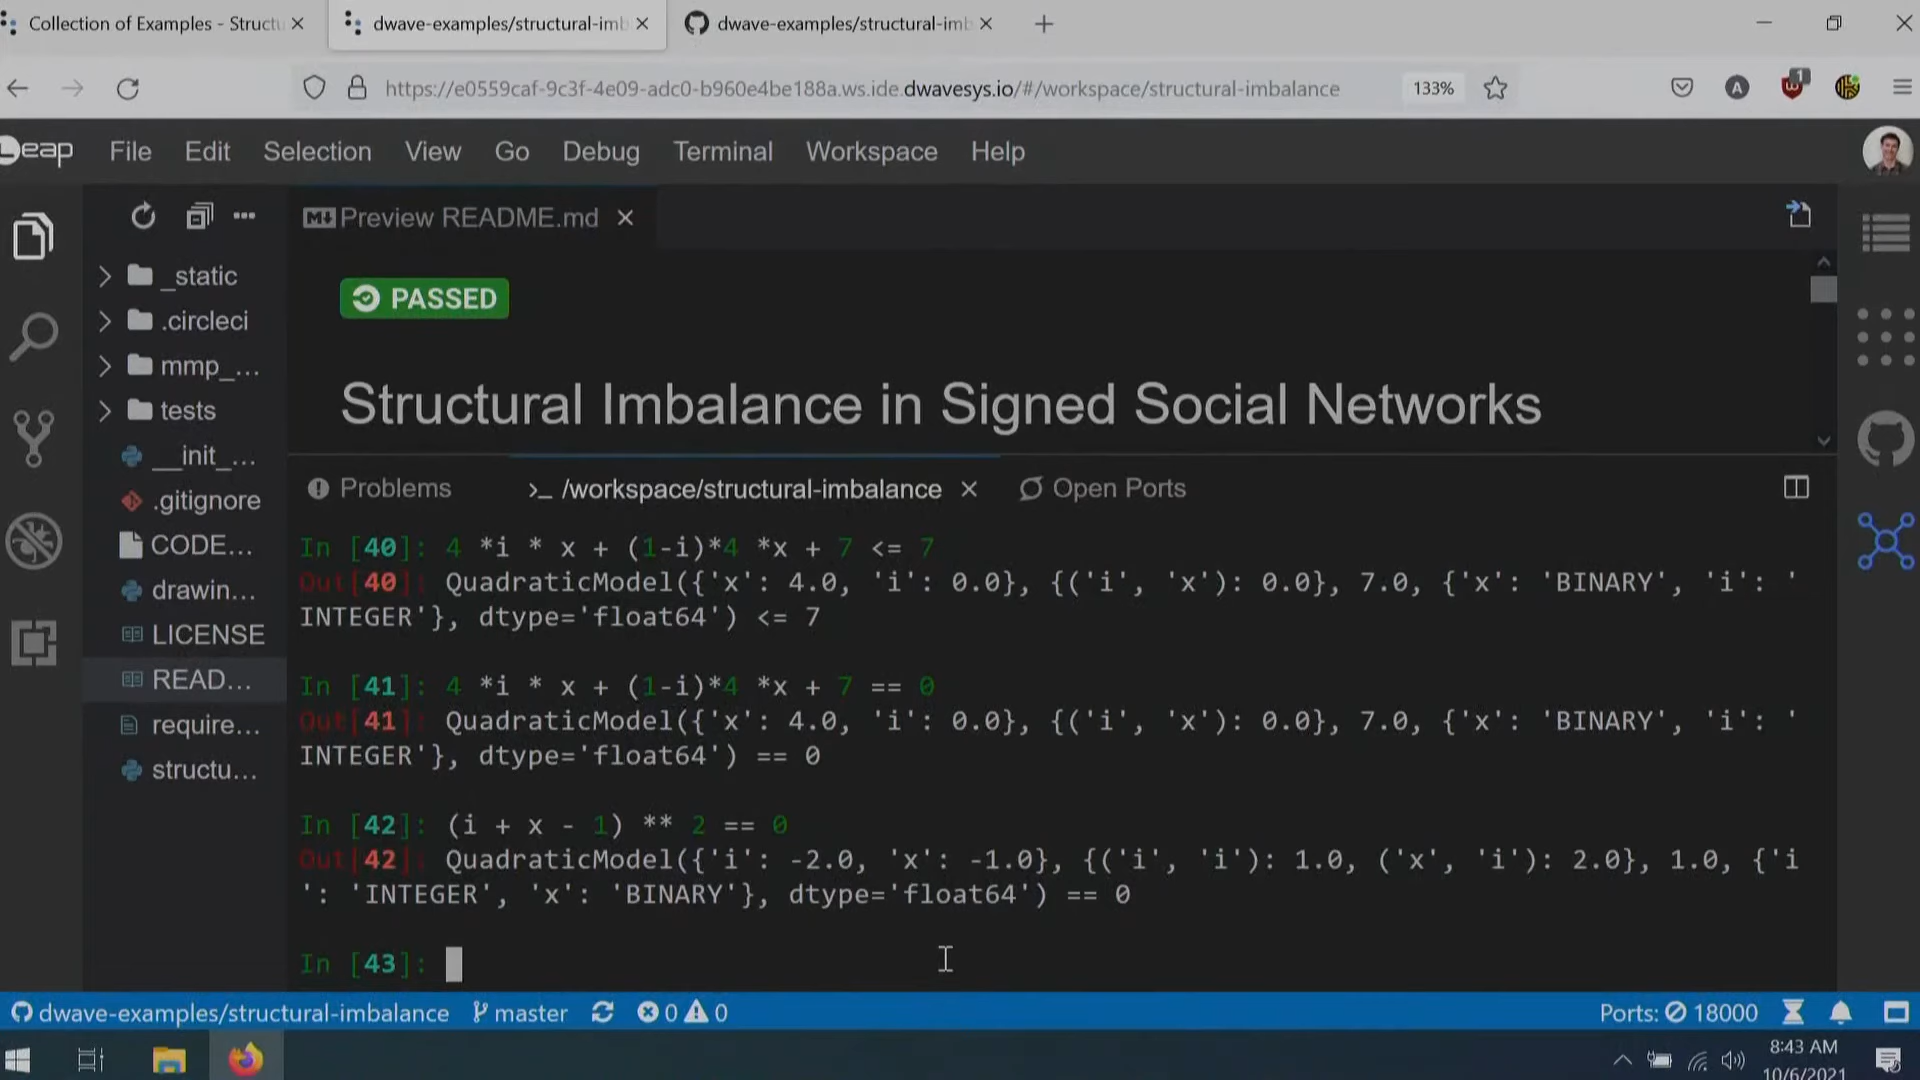 Collection of Examples - Structu
dwave-examples/structural-imb
dwave-examples/structural-imb
https://e0559caf-9c3f-4e09-adc0-b960e4be188a.ws.ide.dwavesys.io/#/workspace/structural-imbalance
133%
A
1
Leap
File
Edit
Selection
View
Go
Debug
Terminal
Workspace
Help
Preview README.md
_static
.circleci
mmp_...
tests
__init_...
.gitignore
CODE...
drawin...
LICENSE
READ...
require...
structu...
PASSED
Structural Imbalance in Signed Social Networks
Problems
>_ /workspace/structural-imbalance
Open Ports
In [40]: 4 *i * x + (1-i)*4 *x + 7 <= 7
Out[40]: QuadraticModel({'x': 4.0, 'i': 0.0}, {('i', 'x'): 0.0}, 7.0, {'x': 'BINARY', 'i': '
INTEGER'}, dtype='float64') <= 7
In [41]: 4 *i * x + (1-i)*4 *x + 7 == 0
Out[41]: QuadraticModel({'x': 4.0, 'i': 0.0}, {('i', 'x'): 0.0}, 7.0, {'x': 'BINARY', 'i': '
INTEGER'}, dtype='float64') == 0
In [42]: (i + x - 1) ** 2 == 0
Out[42]: QuadraticModel({'i': -2.0, 'x': -1.0}, {('i', 'i'): 1.0, ('x', 'i'): 2.0}, 1.0, {'i
': 'INTEGER', 'x': 'BINARY'}, dtype='float64') == 0
In [43]:
dwave-examples/structural-imbalance
master
0
0
Ports: 18000
8:43 AM
10/6/2021